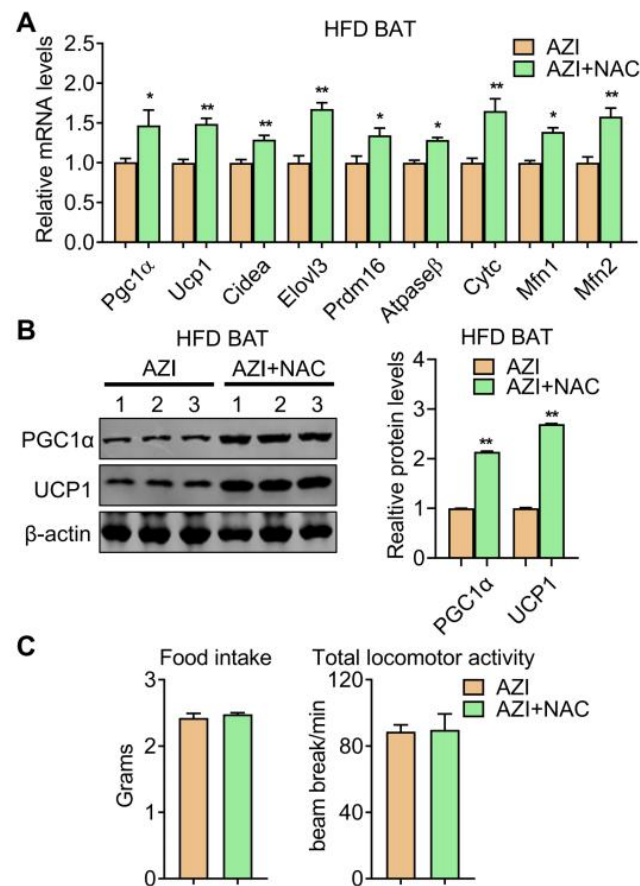 A
HFD BAT
AZI
AZI+NAC
Relative mRNA levels
2.5
2.0
1.5
1.0
0.5
0.0
* ** ** ** * * ** * **
Pgc1α Ucp1 Cidea Elovl3 Prdm16 Atpaseβ Cytc Mfn1 Mfn2
B
HFD BAT
AZI AZI+NAC
1 2 3 1 2 3
PGC1α
UCP1
β-actin
HFD BAT
AZI
AZI+NAC
Realtive protein levels
4
3
2
1
0
** **
PGC1α UCP1
C
Food intake
Grams
3
2
1
0
Total locomotor activity
AZI
AZI+NAC
beam break/min
120
80
40
0